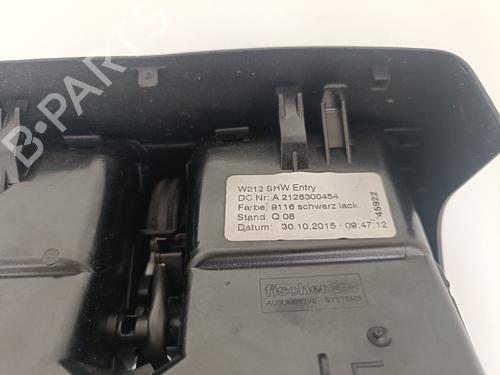 B-PARTS
W212 SHW Entry
DC Nr: A 2128300454
Farbe: 9116 schwarz lack.
Stand: Q 08
Datum: 30.10.2015 - 09:47:12
45922
fischer
AUTOMOTIVE SYSTEMS